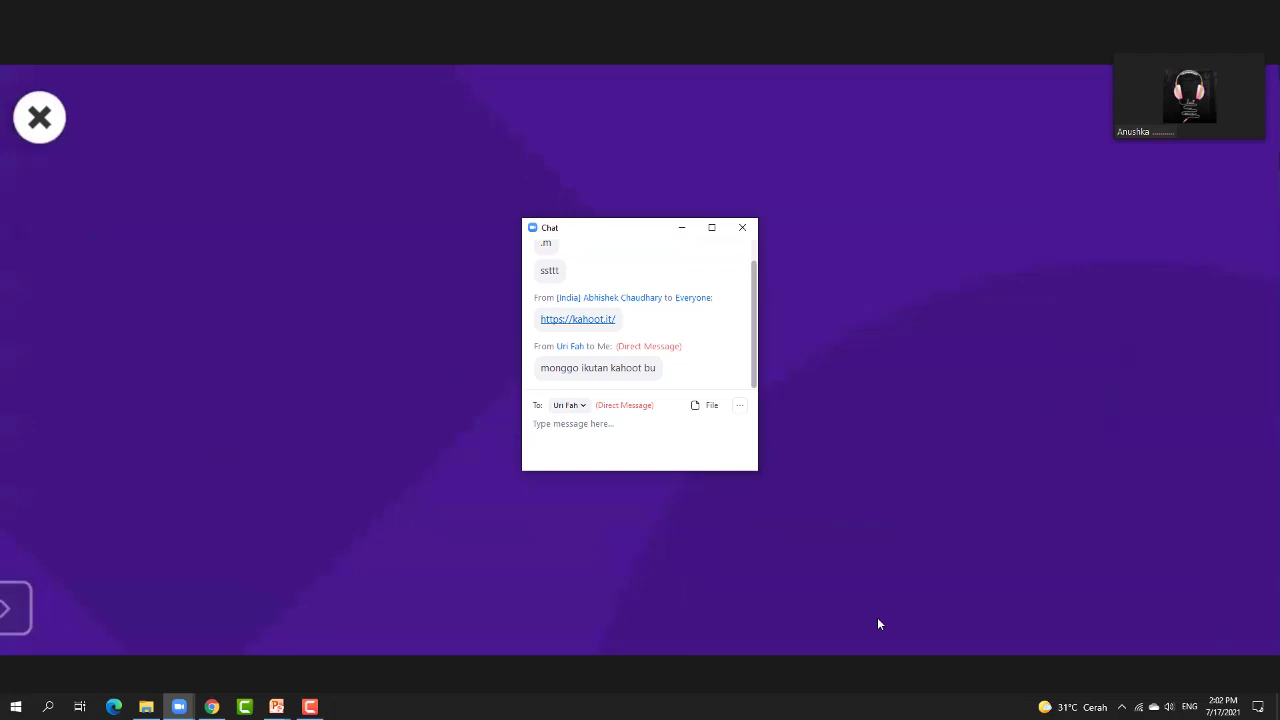 Anushka ...........
Chat
.m
ssttt
From [India] Abhishek Chaudhary to Everyone:
https://kahoot.it/
From Uri Fah to Me: (Direct Message)
monggo ikutan kahoot bu
To: Uri Fah (Direct Message) File ...
Type message here...
31°C Cerah ENG 2:02 PM
7/17/2021